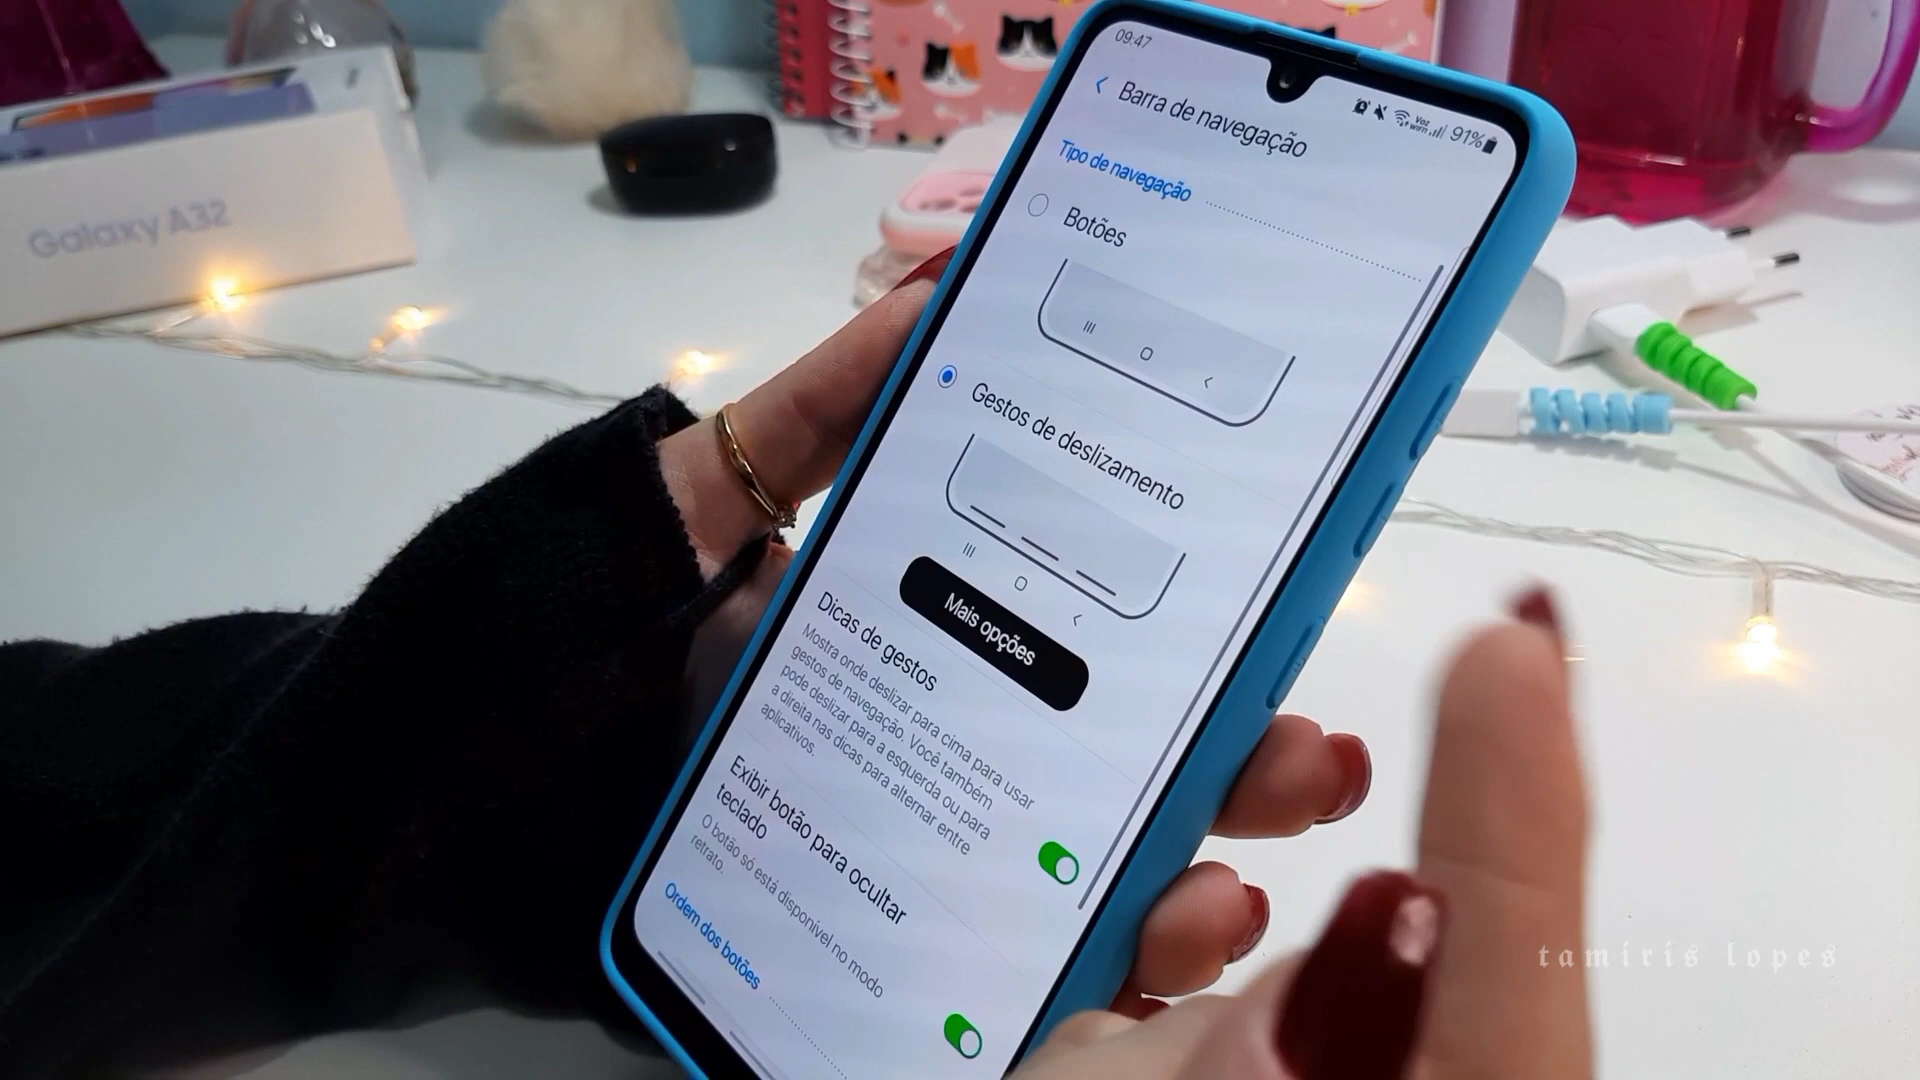 Galaxy A32
09:47
Voz
WiFi
91%
Barra de navegação
Tipo de navegação
Botões
Gestos de deslizamento
Mais opções
Dicas de gestos
Mostra onde deslizar para cima para usar
gestos de navegação. Você também
pode deslizar para a esquerda ou para
a direita nas dicas para alternar entre
aplicativos.
Exibir botão para ocultar
teclado
O botão só está disponível no modo
retrato.
Ordem dos botões
tamiris lopes